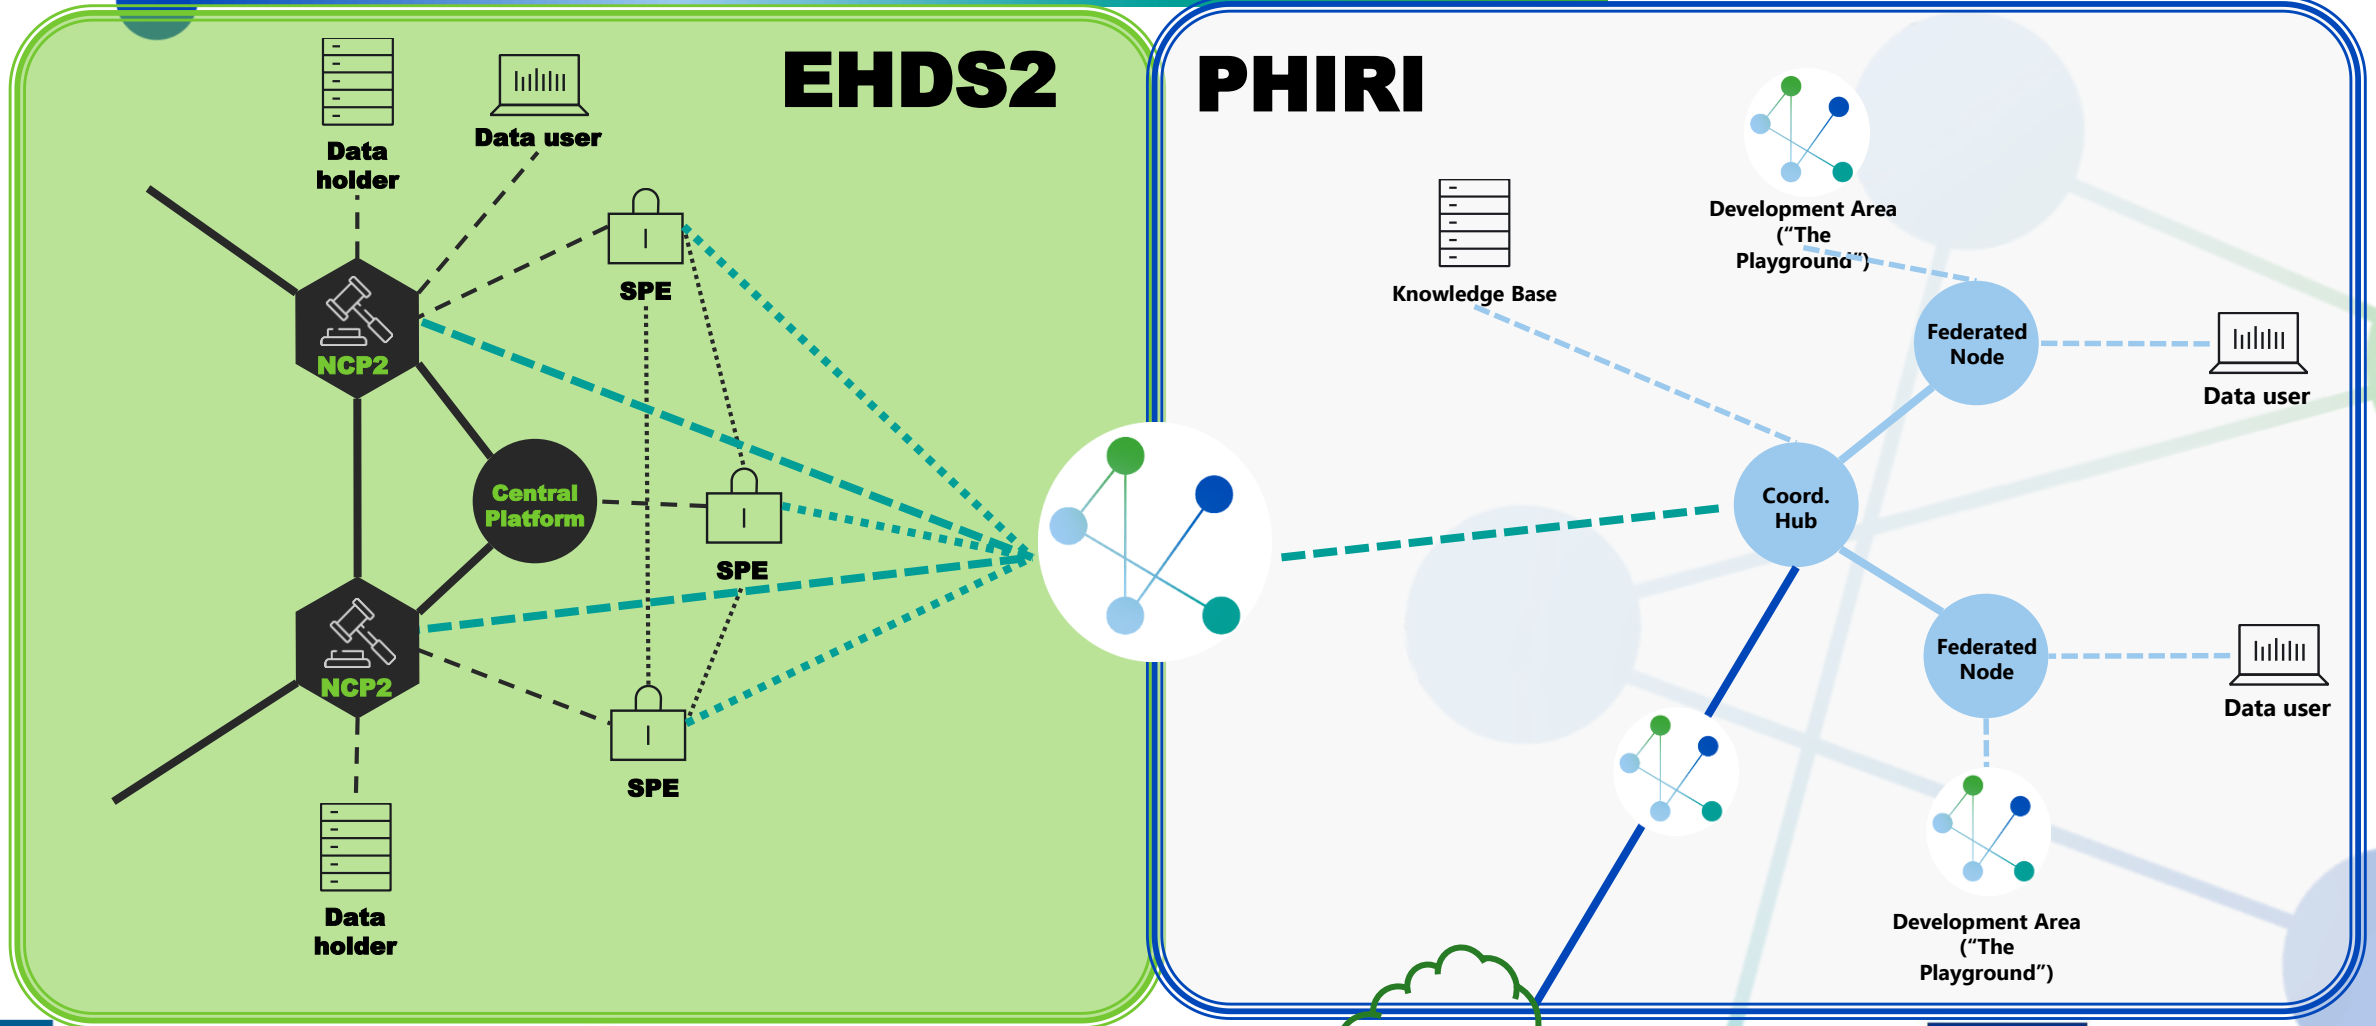 EHDS2
Data
holder
Data user
SPE
NCP2
Central
Platform
SPE
NCP2
SPE
Data
holder
PHIRI
Development Area
(“The
Playground”)
Knowledge Base
Federated
Node
Data user
Coord.
Hub
Federated
Node
Data user
Development Area
(“The
Playground”)